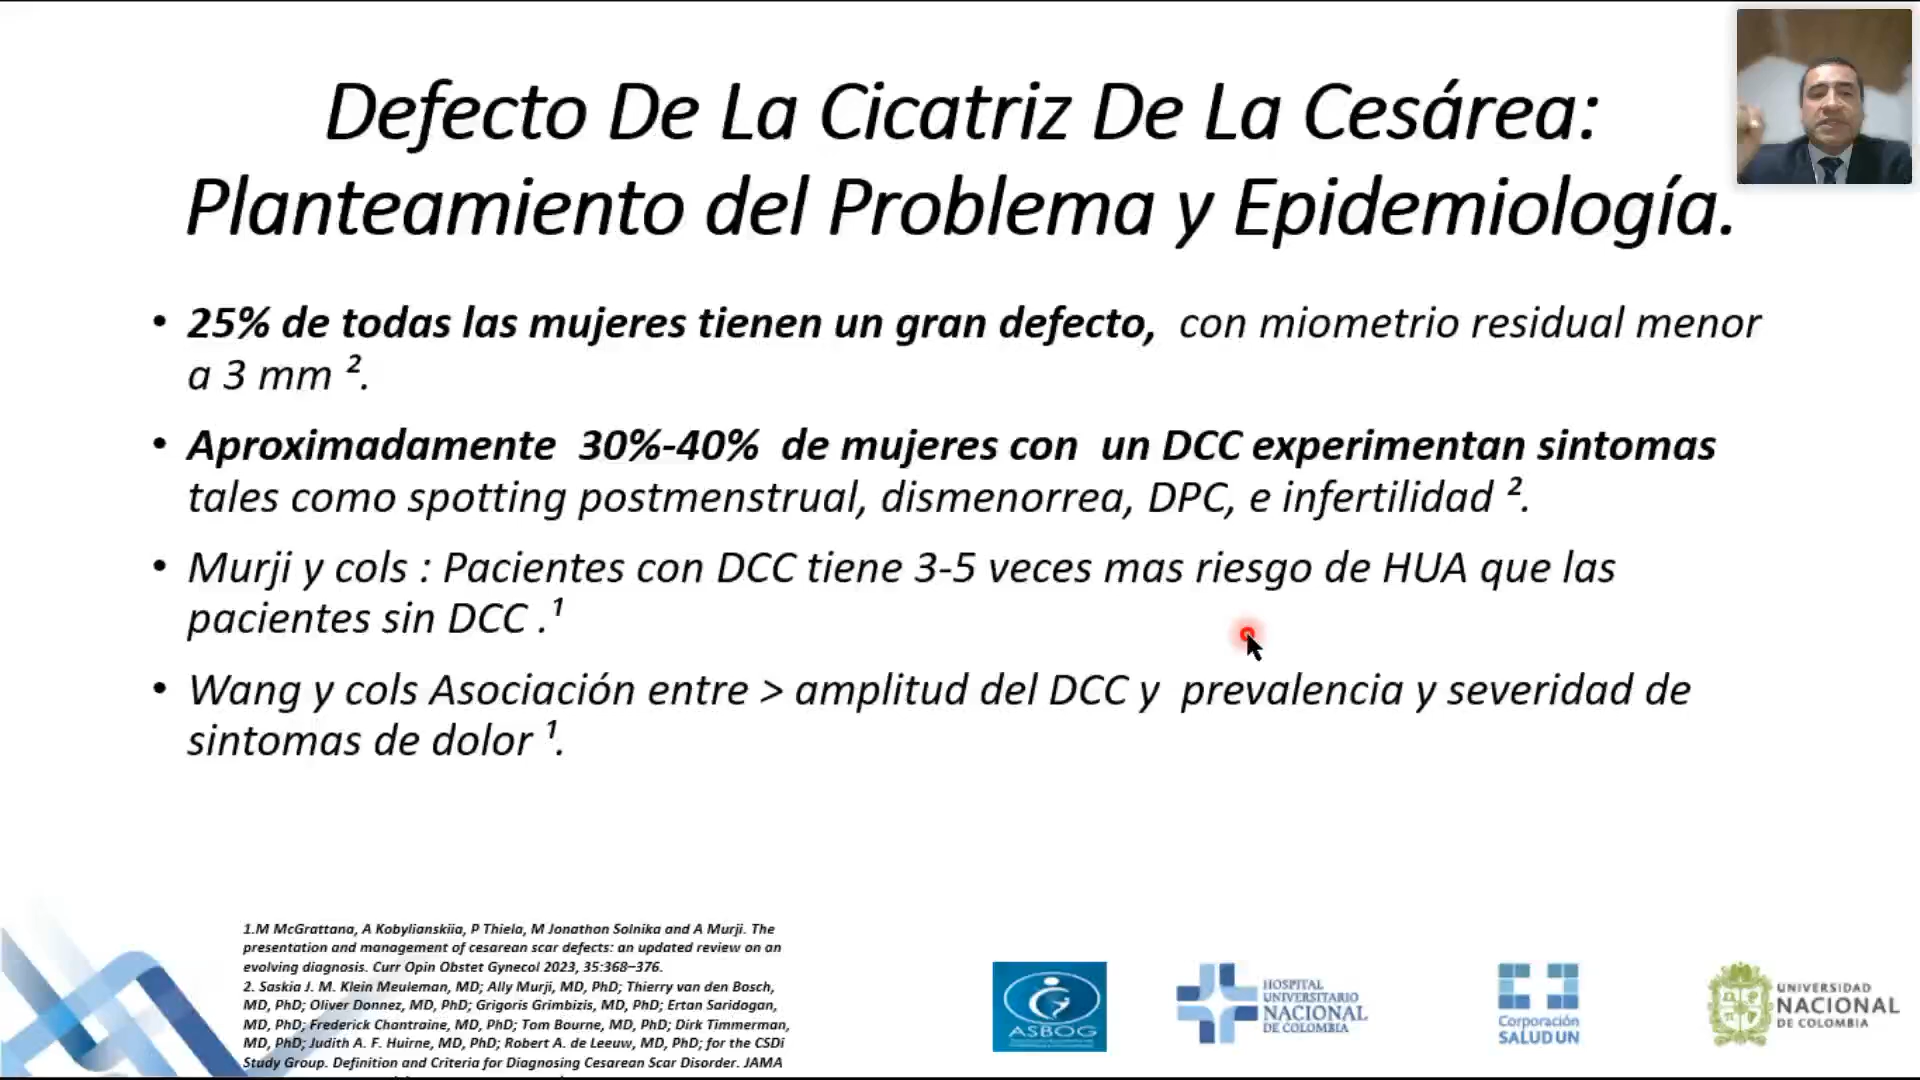 Defecto De La Cicatriz De La Cesárea:
Planteamiento del Problema y Epidemiología.
• 25% de todas las mujeres tienen un gran defecto, con miometrio residual menor
a 3 mm ².
• Aproximadamente 30%-40% de mujeres con un DCC experimentan sintomas
tales como spotting postmenstrual, dismenorrea, DPC, e infertilidad ².
• Murji y cols : Pacientes con DCC tiene 3-5 veces mas riesgo de HUA que las
pacientes sin DCC .¹
• Wang y cols Asociación entre > amplitud del DCC y prevalencia y severidad de
sintomas de dolor ¹.
1.M McGrattana, A Kobylianskiia, P Thiela, M Jonathon Solnika and A Murji. The
presentation and management of cesarean scar defects: an updated review on an
evolving diagnosis. Curr Opin Obstet Gynecol 2023, 35:368–376.
2. Saskia J. M. Klein Meuleman, MD; Ally Murji, MD, PhD; Thierry van den Bosch,
MD, PhD; Oliver Donnez, MD, PhD; Grigoris Grimbizis, MD, PhD; Ertan Saridogan,
MD, PhD; Frederick Chantraine, MD, PhD; Tom Bourne, MD, PhD; Dirk Timmerman,
MD, PhD; Judith A. F. Huirne, MD, PhD; Robert A. de Leeuw, MD, PhD; for the CSDi
Study Group. Definition and Criteria for Diagnosing Cesarean Scar Disorder. JAMA
ASBOG
HOSPITAL
UNIVERSITARIO
NACIONAL
DE COLOMBIA
Corporación
SALUD UN
UNIVERSIDAD
NACIONAL
DE COLOMBIA